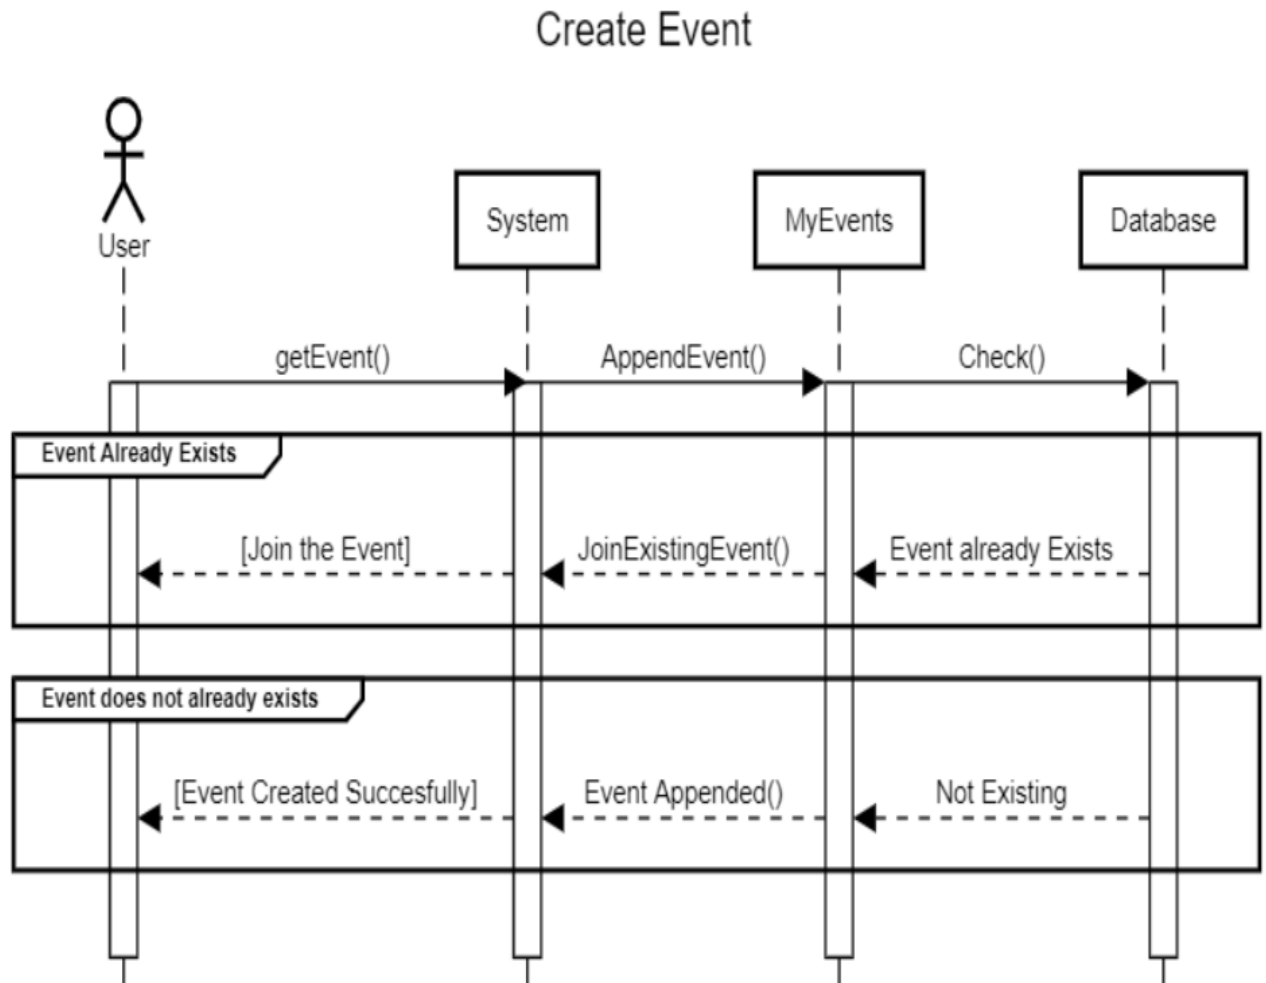 Create Event
User
System
MyEvents
Database
getEvent()
AppendEvent()
Check()
Event Already Exists
[Join the Event]
JoinExistingEvent()
Event already Exists
Event does not already exists
[Event Created Succesfully]
Event Appended()
Not Existing